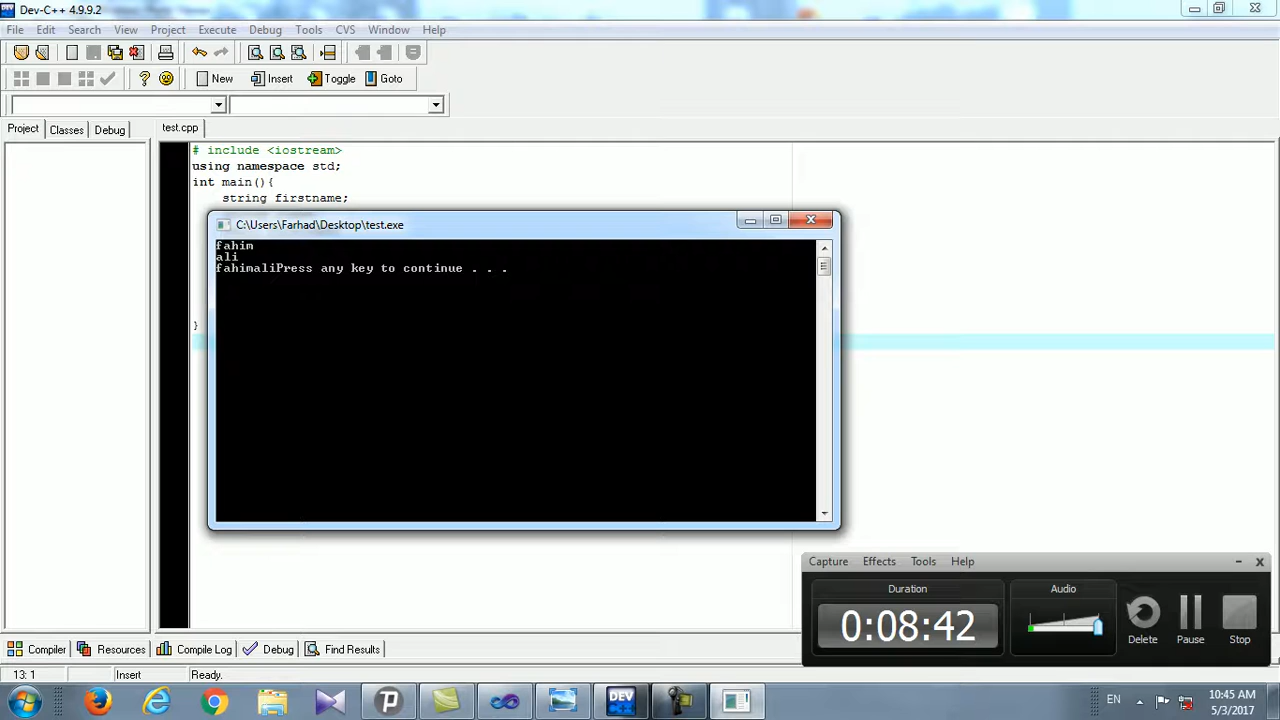 Dev-C++ 4.9.9.2
File Edit Search View Project Execute Debug Tools CVS Window Help
New Insert Toggle Goto
Project Classes Debug test.cpp
# include <iostream>
using namespace std;
int main(){
string firstname;
C:\Users\Farhad\Desktop\test.exe
fahim
ali
fahimaliPress any key to continue . . .
}
Capture Effects Tools Help
Duration Audio
0:08:42
Delete Pause Stop
Compiler Resources Compile Log Debug Find Results
13: 1 Insert Ready.
EN 10:45 AM
5/3/2017